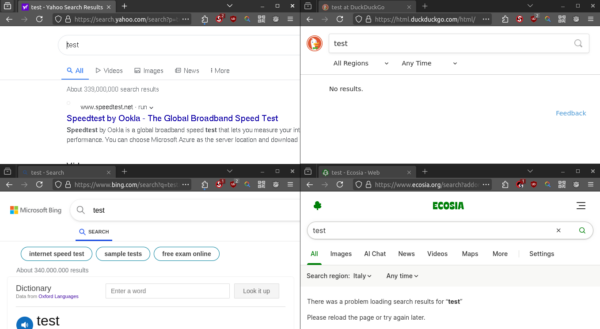 test - Yahoo Search Results
https://search.yahoo.com/search?p=
test
All Videos Images News More
About 339,000,000 search results
www.speedtest.net › run
Speedtest by Ookla - The Global Broadband Speed Test
Speedtest by Ookla is a global broadband speed test that lets you measure your int
performance. You can choose Microsoft Azure as the server location and download
test at DuckDuckGo
https://html.duckduckgo.com/html/
test
All Regions Any Time
No results.
Feedback
test - Search
https://www.bing.com/search?q=tes
Microsoft Bing
test
SEARCH
internet speed test sample tests free exam online
About 340.000.000 results
Dictionary
Data from Oxford Languages
Enter a word
Look it up
test
test - Ecosia - Web
https://www.ecosia.org/search?
ECOSIA
test
All Images AI Chat News Videos Maps More Settings
Search region: Italy Any time
There was a problem loading search results for "test"
Please reload the page or try again later.